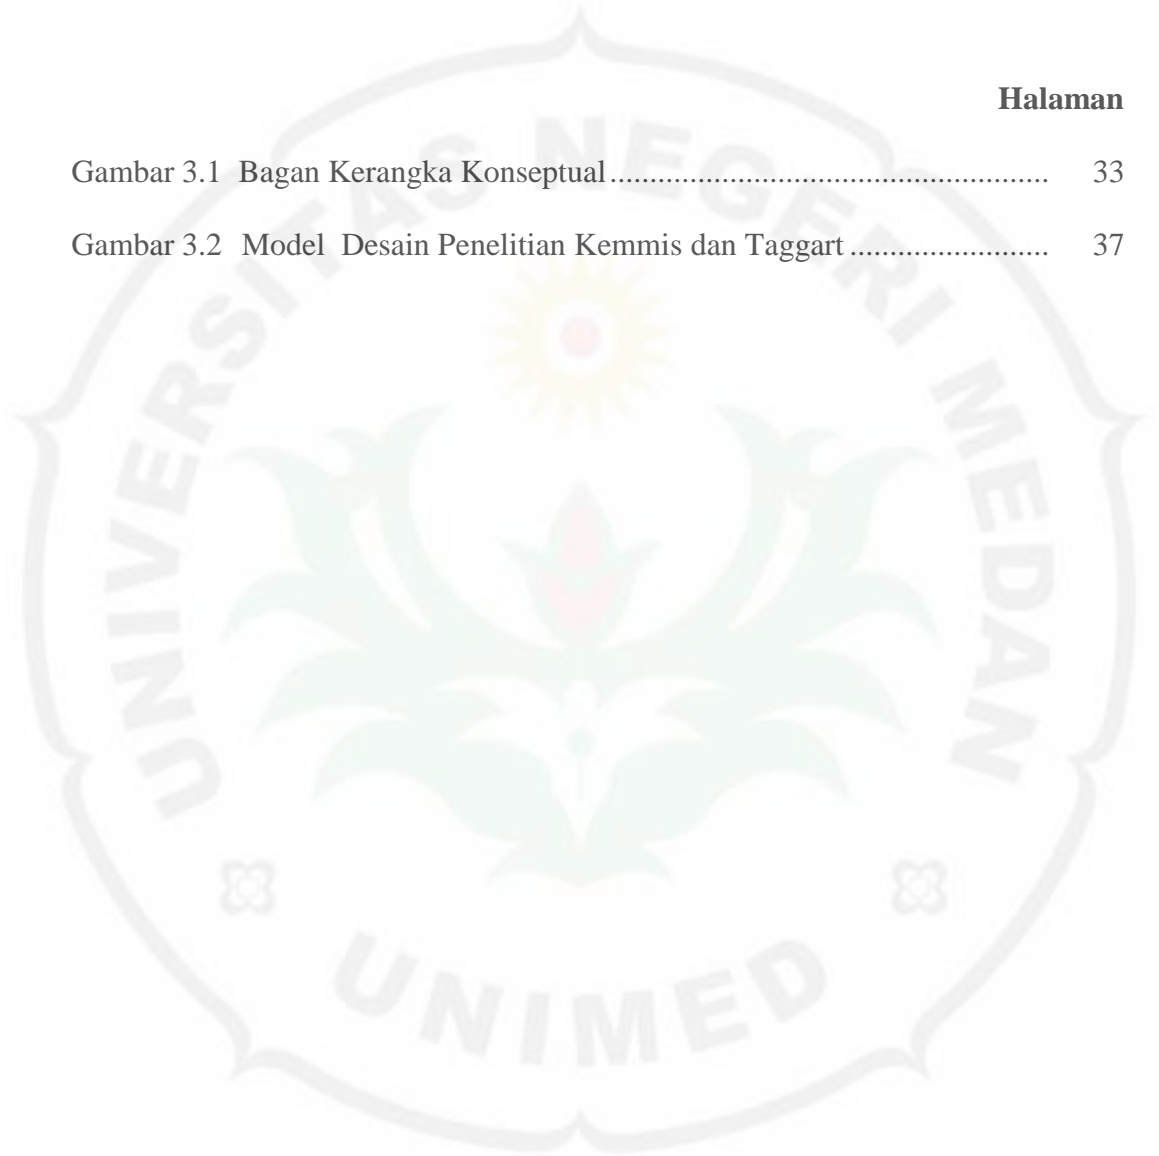 Halaman
Gambar 3.1 Bagan Kerangka Konseptual....................................................... 33
Gambar 3.2 Model Desain Penelitian Kemmis dan Taggart......................... 37
UNIVERSITAS NEGERI MEDAN
UNIMED